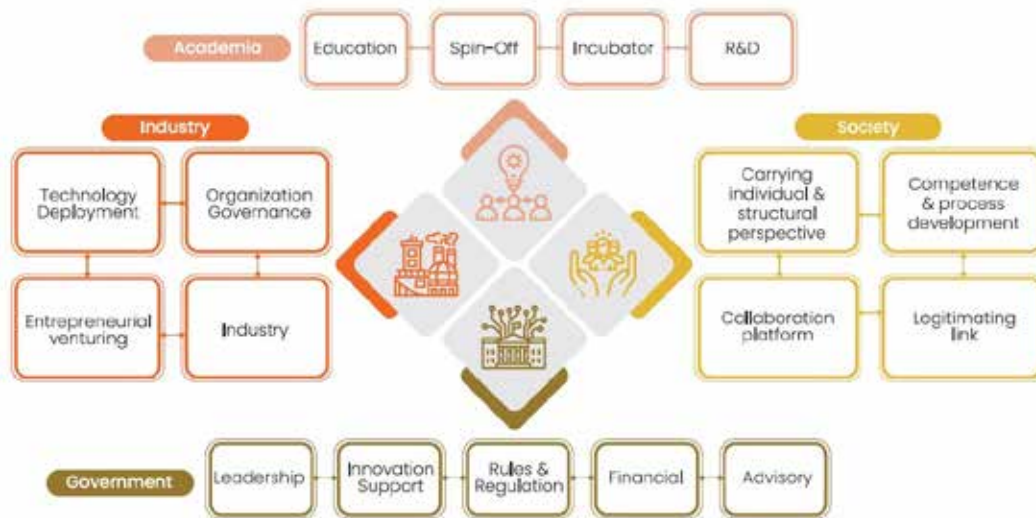 Academia
Education
Spin-Off
Incubator
R&D
Industry
Technology
Deployment
Organization
Governance
Entrepreneurial
venturing
Industry
Society
Carrying
individual &
structural
perspective
Competence
& process
development
Collaboration
platform
Legitimating
link
Government
Leadership
Innovation
Support
Rules &
Regulation
Financial
Advisory